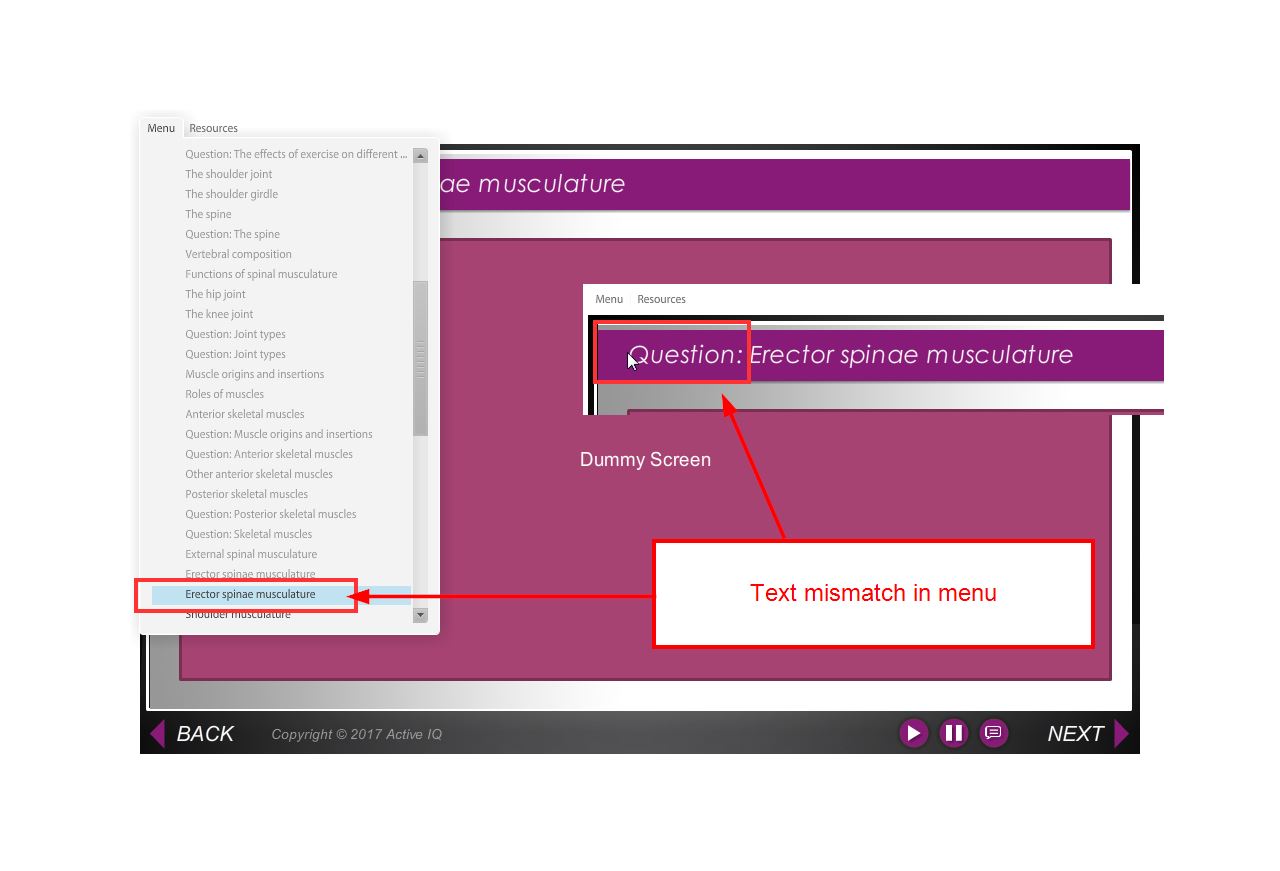 Menu Resources
Question: The effects of exercise on different ...
The shoulder joint
The shoulder girdle
The spine
Question: The spine
Vertebral composition
Functions of spinal musculature
The hip joint
The knee joint
Question: Joint types
Question: Joint types
Muscle origins and insertions
Roles of muscles
Anterior skeletal muscles
Question: Muscle origins and insertions
Question: Anterior skeletal muscles
Other anterior skeletal muscles
Posterior skeletal muscles
Question: Posterior skeletal muscles
Question: Skeletal muscles
External spinal musculature
Erector spinae musculature
Erector spinae musculature
Shoulder musculature
ae musculature
Menu Resources
Question: Erector spinae musculature
Dummy Screen
Text mismatch in menu
BACK Copyright © 2017 Active IQ NEXT